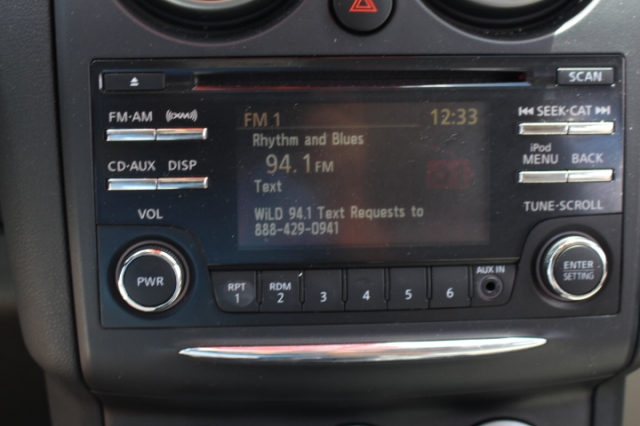 SCAN
FM·AM
FM 1 12:33
SEEK·CAT
Rhythm and Blues
94.1 FM
CD·AUX DISP
iPod
MENU BACK
Text
VOL
WiLD 94.1 Text Requests to
888-429-0941
TUNE·SCROLL
PWR
RPT
1
RDM
2
3
4
5
6
AUX IN
ENTER
SETTING